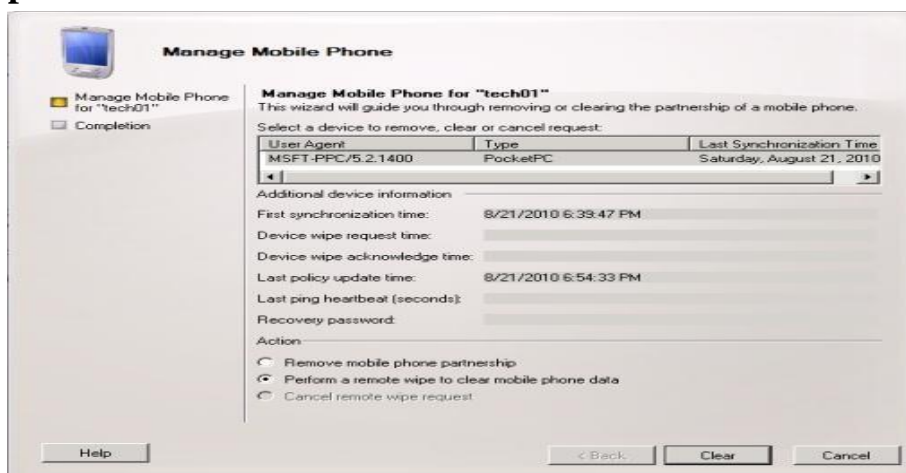 Manage Mobile Phone
Manage Mobile Phone
for "tech01"
Completion
Manage Mobile Phone for "tech01"
This wizard will guide you through removing or clearing the partnership of a mobile phone.
Select a device to remove, clear or cancel request:
User Agent Type Last Synchronization Time
MSFT-PPC/5.2.1400 PocketPC Saturday, August 21, 2010
Additional device information
First synchronization time: 8/21/2010 6:39:47 PM
Device wipe request time:
Device wipe acknowledge time:
Last policy update time: 8/21/2010 6:54:33 PM
Last ping heartbeat (seconds):
Recovery password:
Action
Remove mobile phone partnership
Perform a remote wipe to clear mobile phone data
Cancel remote wipe request
Help < Back Clear Cancel